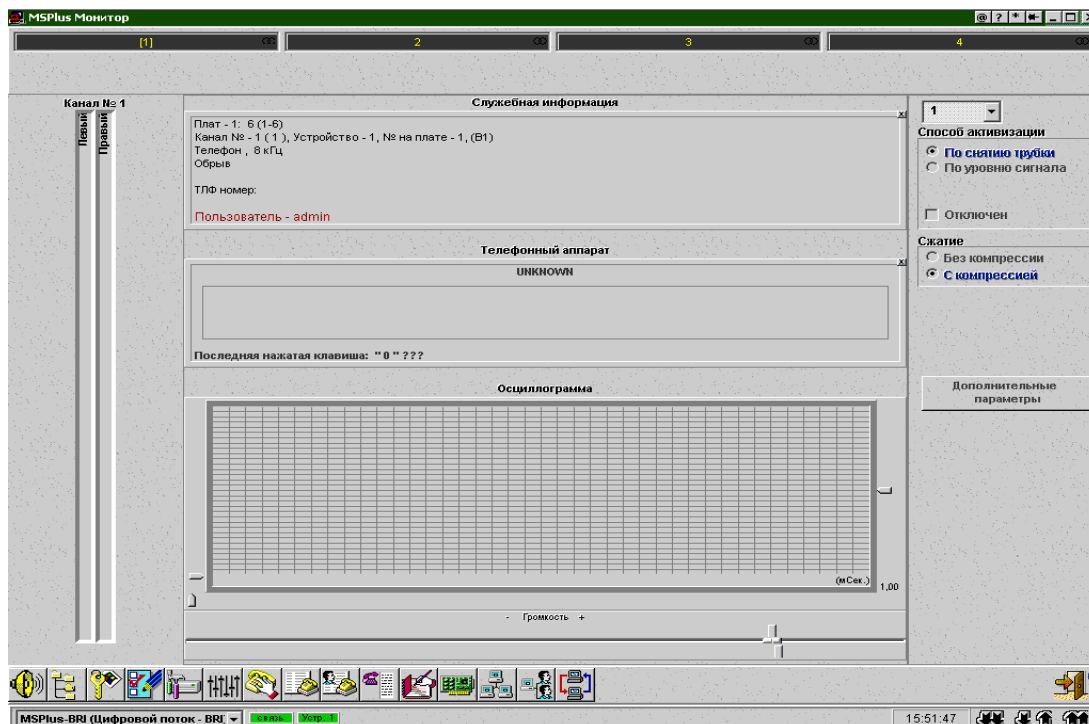 MSPlus Монитор
@ ? *
[1] 2 3 4
Канал № 1
Левый
Правый
Служебная информация
Плат - 1: 6 (1-6)
Канал № - 1 ( 1 ), Устройство - 1, № на плате - 1, (B1)
Телефон , 8 кГц
Обрыв
ТЛФ номер:
Пользователь - admin
Телефонный аппарат
UNKNOWN
Последняя нажатая клавиша: "0" ???
Осциллограмма
(мСек.)
1,00
- Громкость +
1
Способ активизации
По снятию трубки
По уровню сигнала
Отключен
Сжатие
Без компрессии
С компрессией
Дополнительные
параметры
MSPlus-BRI (Цифровой поток - BRI
связь
Устр. 1
15:51:47